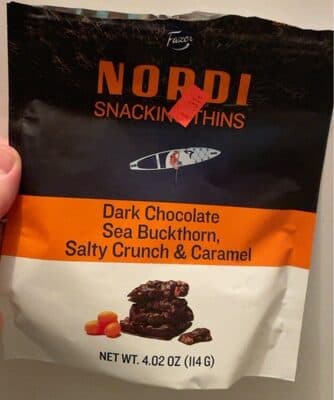 Fazer
NORDI
SNACKIN THINS
Dark Chocolate
Sea Buckthorn,
Salty Crunch & Caramel
NET WT. 4.02 OZ (114 G)